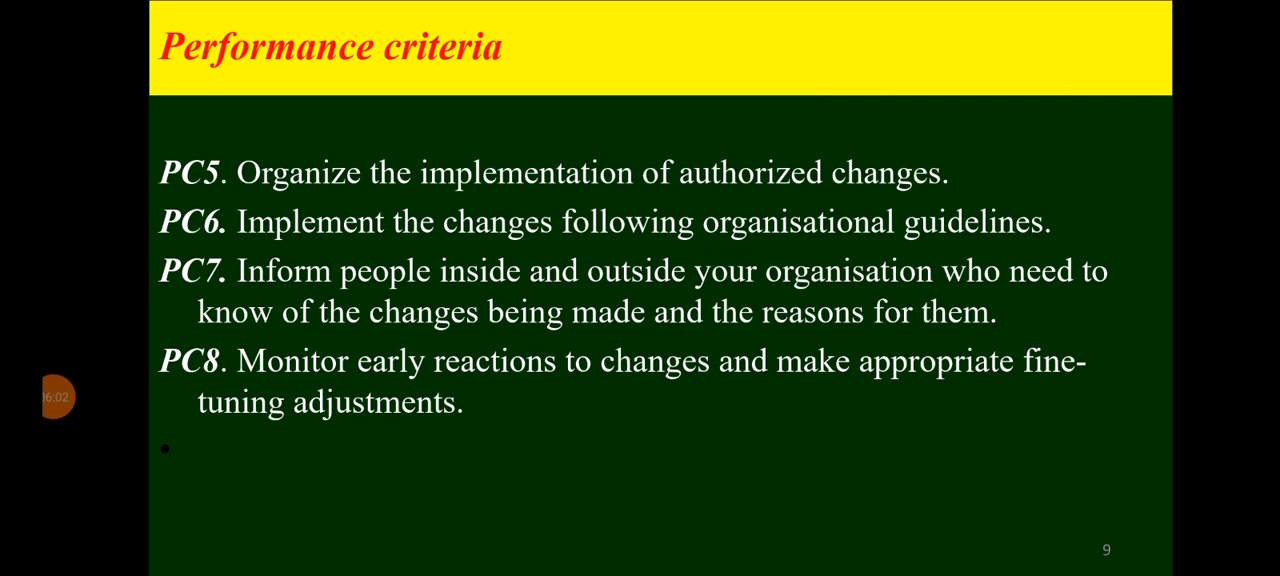 Performance criteria
PC5. Organize the implementation of authorized changes.
PC6. Implement the changes following organisational guidelines.
PC7. Inform people inside and outside your organisation who need to
know of the changes being made and the reasons for them.
PC8. Monitor early reactions to changes and make appropriate fine-
tuning adjustments.
06:02
9